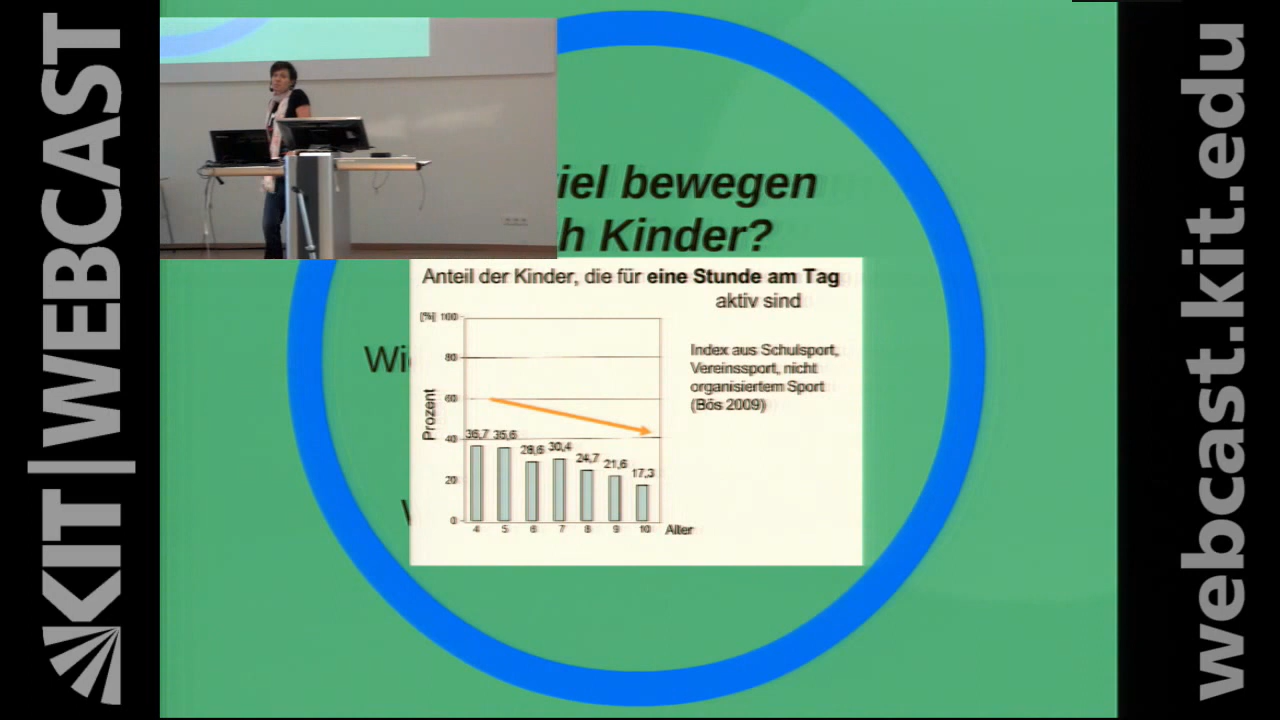 KIT|WEBCAST
viel bewegen
h Kinder?
Anteil der Kinder, die für eine Stunde am Tag
aktiv sind
[%] 100
80
60
40
20
0
Prozent
36,7 35,6 28,6 30,4 24,7 21,6 17,3
4 5 6 7 8 9 10 Alter
Index aus Schulsport,
Vereinssport, nicht
organisiertem Sport
(Bös 2009)
webcast.kit.edu